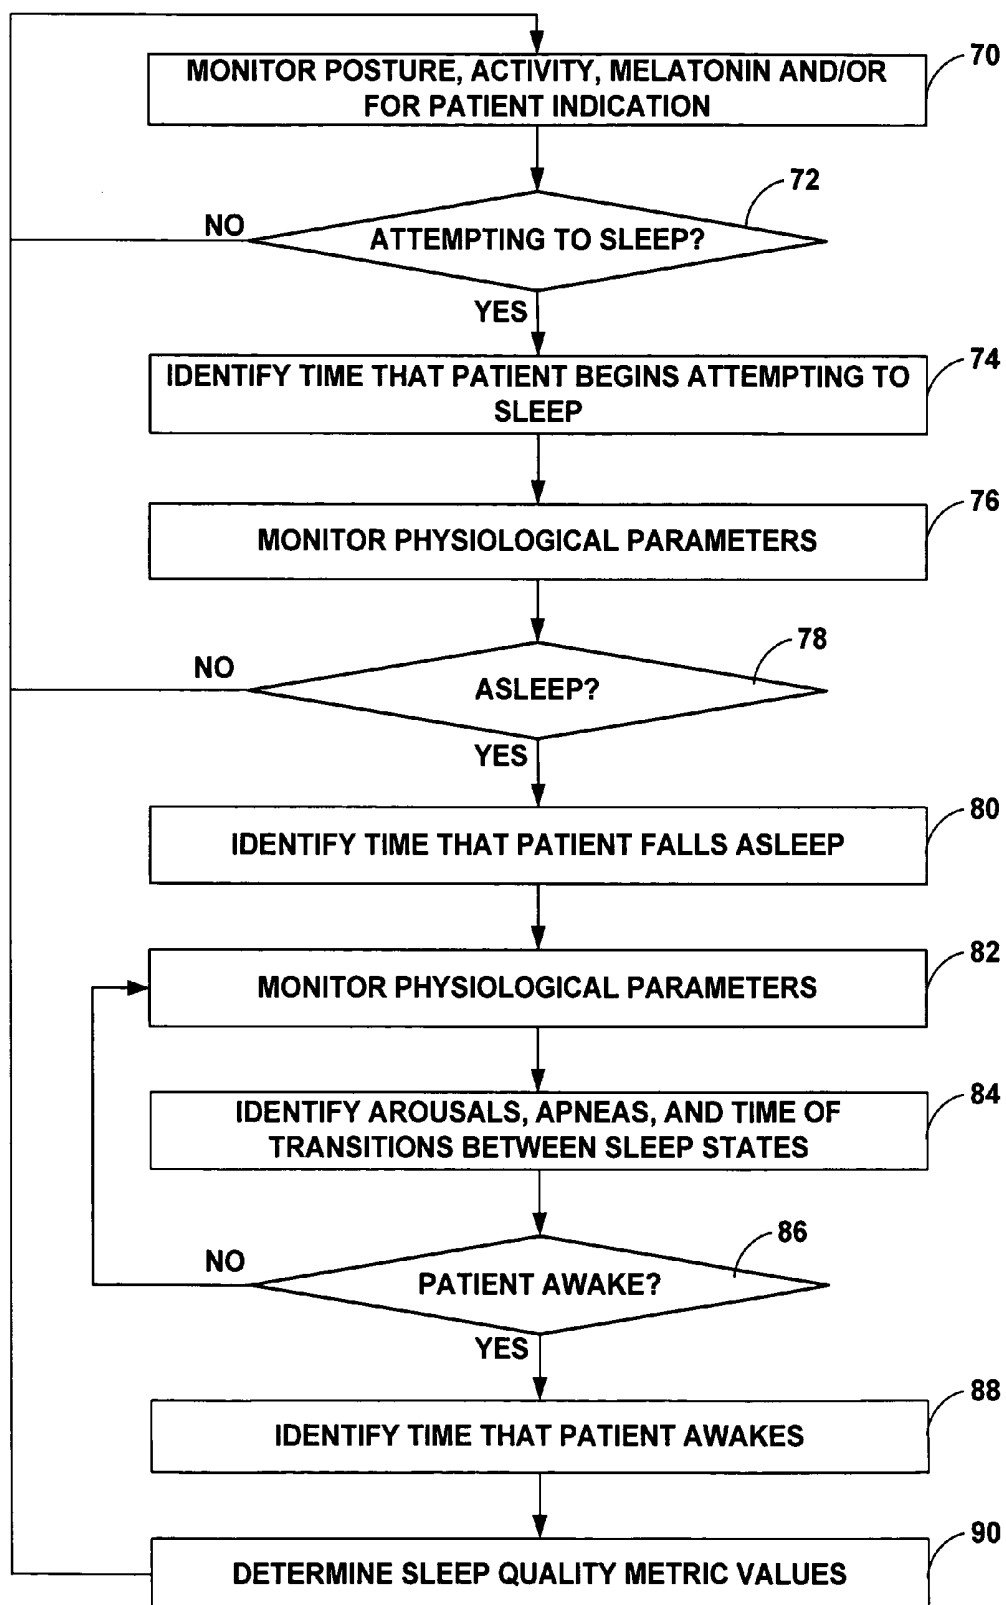 MONITOR POSTURE, ACTIVITY, MELATONIN AND/OR
FOR PATIENT INDICATION
70
72
NO
ATTEMPTING TO SLEEP?
YES
74
IDENTIFY TIME THAT PATIENT BEGINS ATTEMPTING TO
SLEEP
76
MONITOR PHYSIOLOGICAL PARAMETERS
78
NO
ASLEEP?
YES
80
IDENTIFY TIME THAT PATIENT FALLS ASLEEP
82
MONITOR PHYSIOLOGICAL PARAMETERS
84
IDENTIFY AROUSALS, APNEAS, AND TIME OF
TRANSITIONS BETWEEN SLEEP STATES
86
NO
PATIENT AWAKE?
YES
88
IDENTIFY TIME THAT PATIENT AWAKES
90
DETERMINE SLEEP QUALITY METRIC VALUES